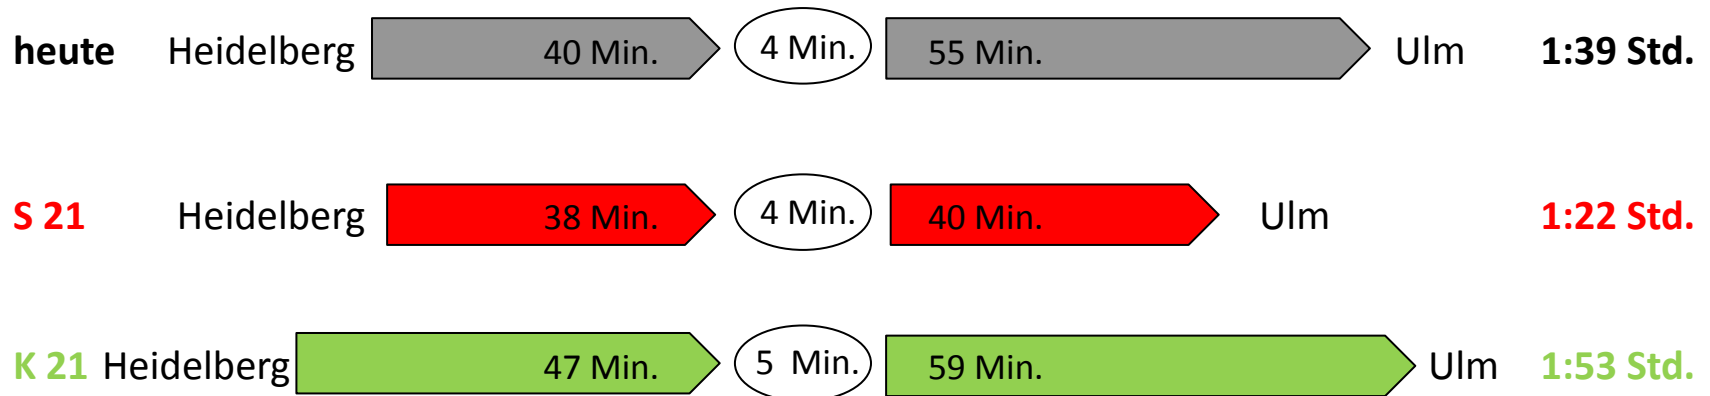 heute Heidelberg 40 Min. 4 Min. 55 Min. Ulm 1:39 Std.
S 21 Heidelberg 38 Min. 4 Min. 40 Min. Ulm 1:22 Std.
K 21 Heidelberg 47 Min. 5 Min. 59 Min. Ulm 1:53 Std.